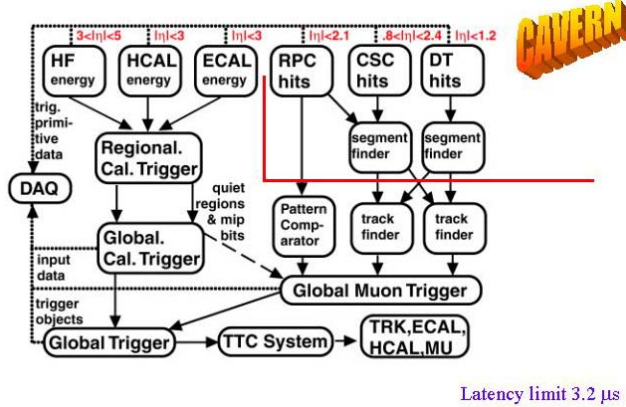 3<|η|<5 |η|<3 |η|<3 |η|<2.1 .8<|η|<2.4 |η|<1.2
CAVERN
HF
energy
HCAL
energy
ECAL
energy
RPC
hits
CSC
hits
DT
hits
trig.
primi-
tive
data
segment
finder
segment
finder
Regional.
Cal. Trigger
DAQ
quiet
regions
& mip
bits
Pattern
Comp-
arator
track
finder
track
finder
Global.
Cal. Trigger
input
data
Global Muon Trigger
trigger
objects
Global Trigger
TTC System
TRK,ECAL,
HCAL,MU
Latency limit 3.2 μs